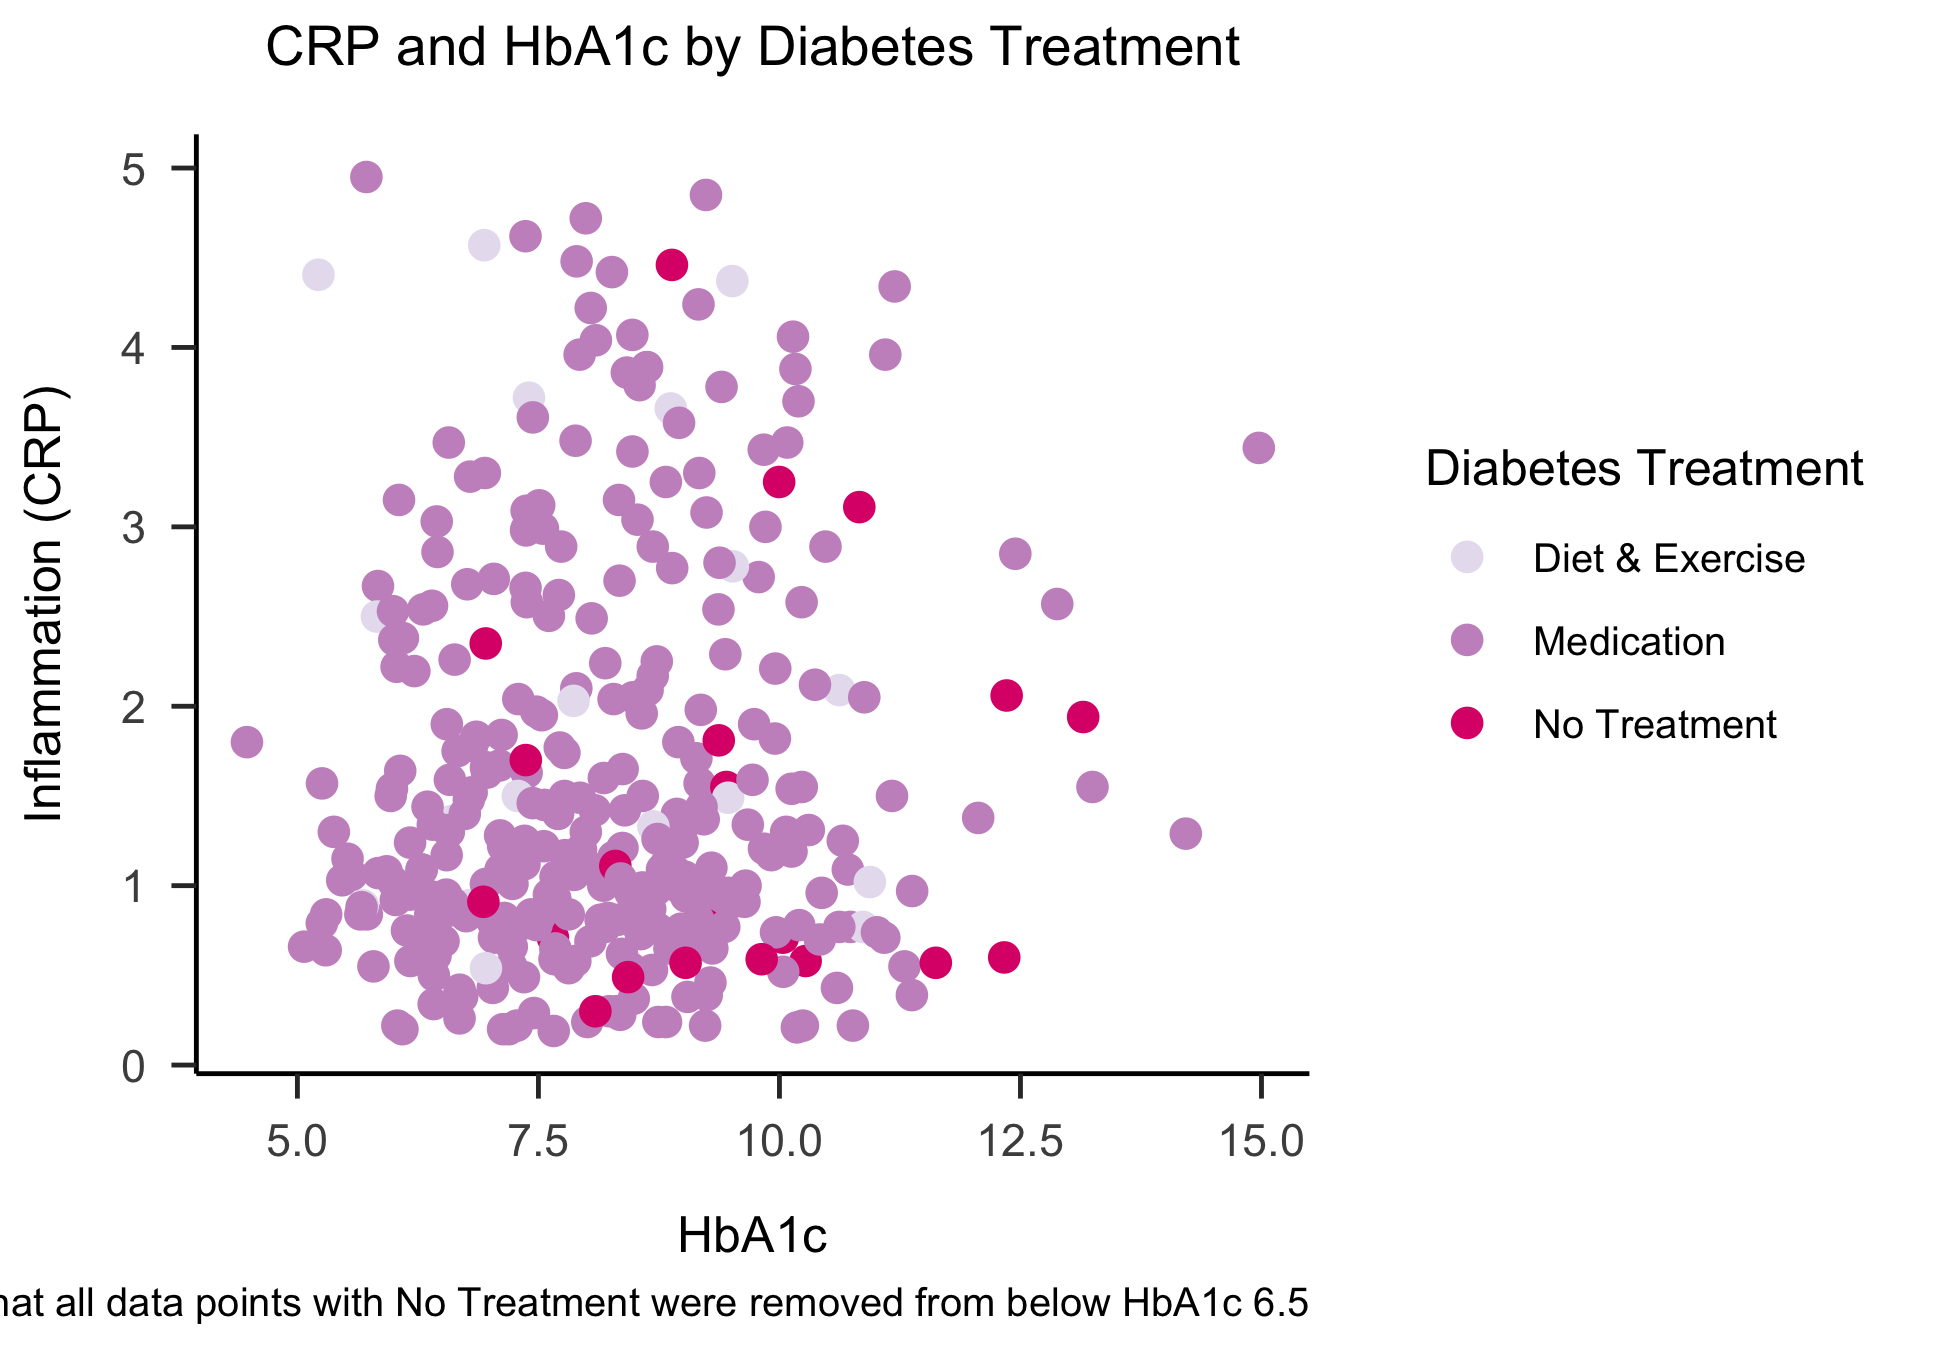 CRP and HbA1c by Diabetes Treatment
Inflammation (CRP)
5
4
3
2
1
0
5.0 7.5 10.0 12.5 15.0
HbA1c
Diabetes Treatment
Diet & Exercise
Medication
No Treatment
all data points with No Treatment were removed from below HbA1c 6.5